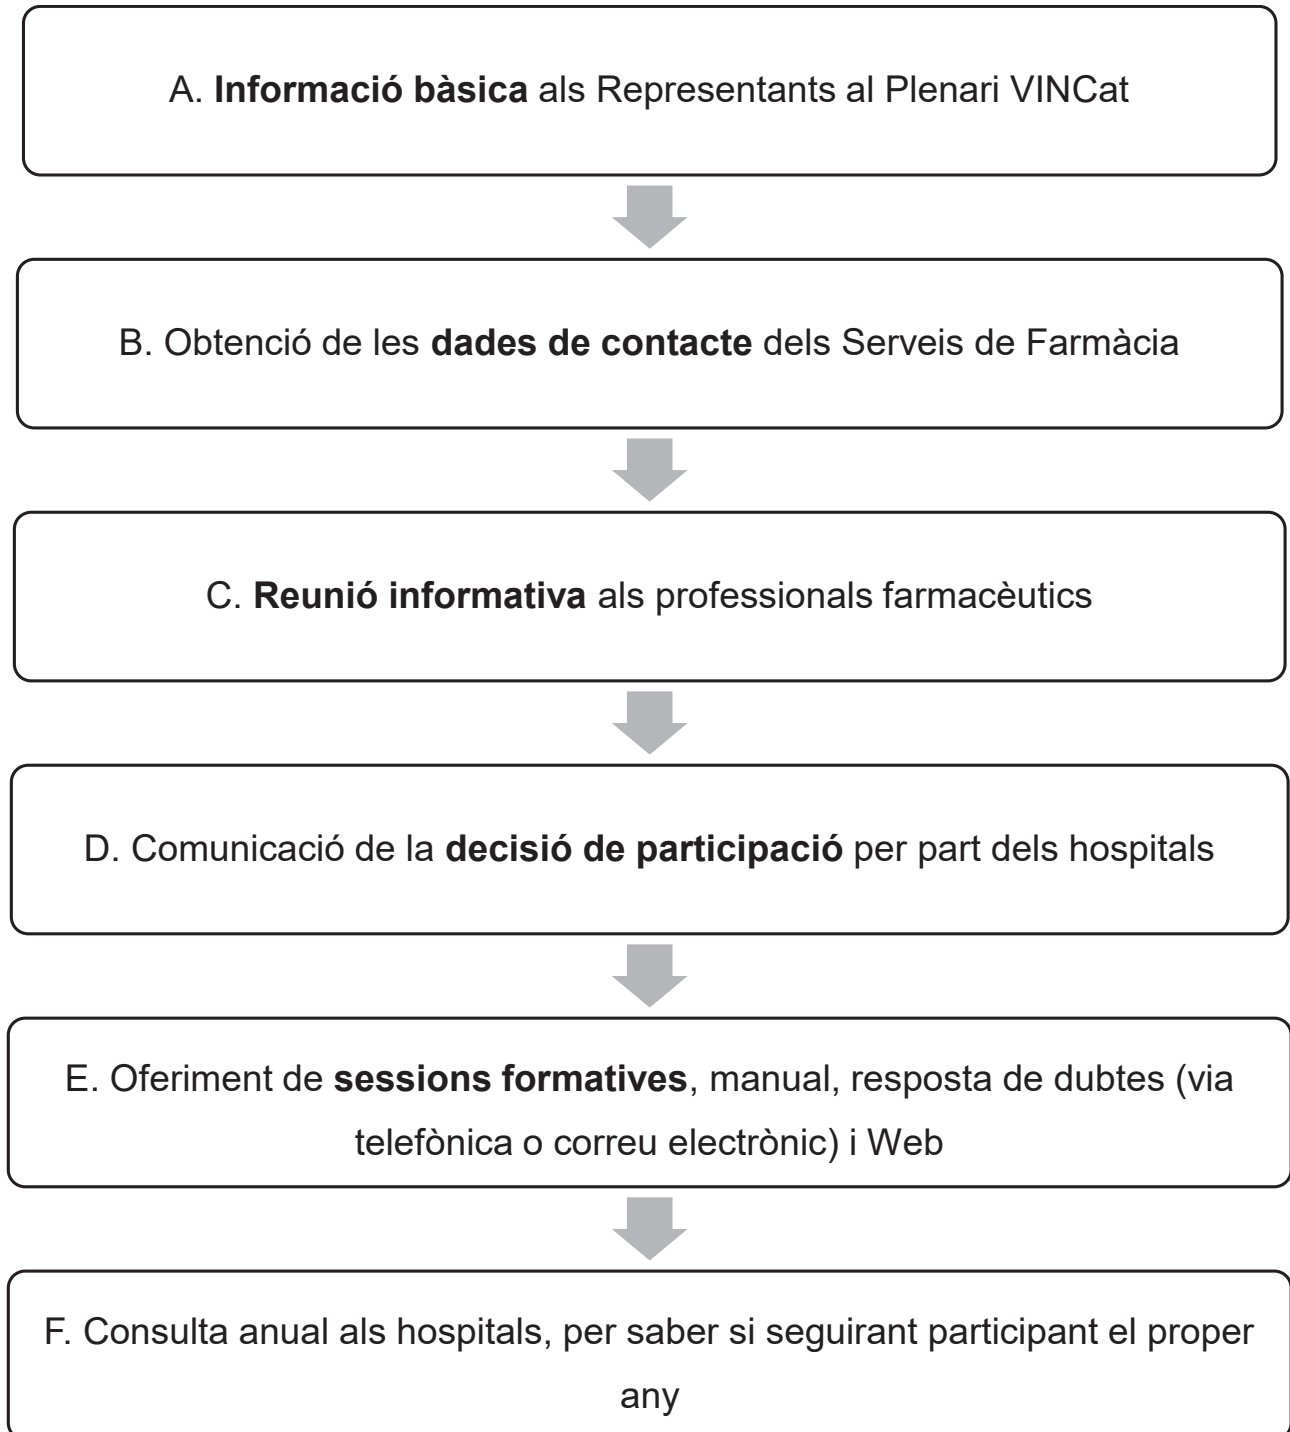 A. Informació bàsica als Representants al Plenari VINCat
B. Obtenció de les dades de contacte dels Serveis de Farmàcia
C. Reunió informativa als professionals farmacèutics
D. Comunicació de la decisió de participació per part dels hospitals
E. Oferiment de sessions formatives, manual, resposta de dubtes (via
telefònica o correu electrònic) i Web
F. Consulta anual als hospitals, per saber si seguirant participant el proper
any